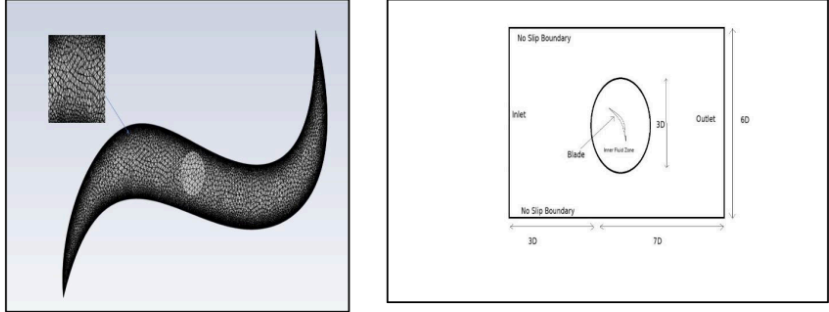 No Slip Boundary
Inlet
Outlet
3D
6D
Blade
Inner Fluid Zone
No Slip Boundary
3D
7D